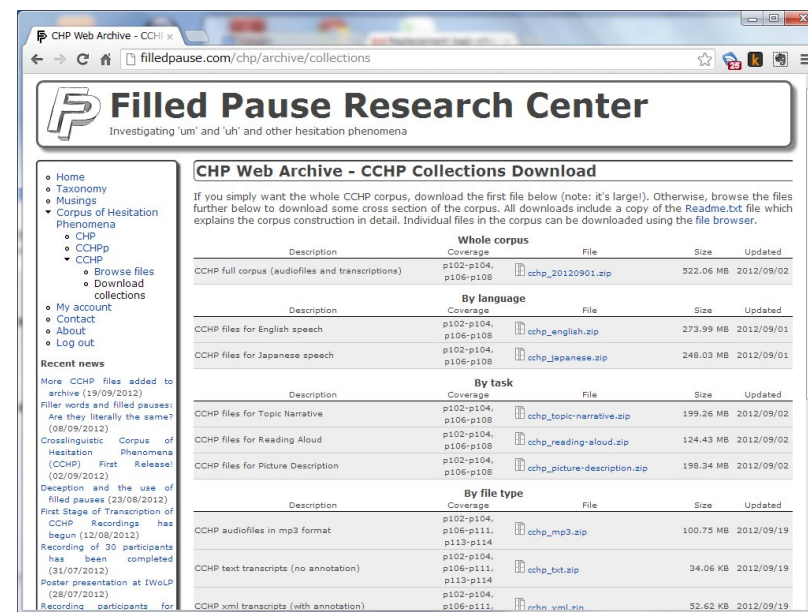 CHP Web Archive - CCHI
filledpause.com/chp/archive/collections
25
k
Filled Pause Research Center
Investigating 'um' and 'uh' and other hesitation phenomena
Home
Taxonomy
Musings
Corpus of Hesitation
Phenomena
CHP
CCHPp
CCHP
Browse files
Download
collections
My account
Contact
About
Log out
Recent news
More CCHP files added to
archive (19/09/2012)
Filler words and filled pauses:
Are they literally the same?
(08/09/2012)
Crosslinguistic Corpus of
Hesitation Phenomena
(CCHP) First Release!
(02/09/2012)
Deception and the use of
filled pauses (23/08/2012)
First Stage of Transcription of
CCHP Recordings has
begun (12/08/2012)
Recording of 30 participants
has been completed
(31/07/2012)
Poster presentation at IWoLP
(28/07/2012)
Recording participants for
CHP Web Archive - CCHP Collections Download
If you simply want the whole CCHP corpus, download the first file below (note: it's large!). Otherwise, browse the files
further below to download some cross section of the corpus. All downloads include a copy of the Readme.txt file which
explains the corpus construction in detail. Individual files in the corpus can be downloaded using the file browser.
Whole corpus
Description Coverage File Size Updated
CCHP full corpus (audiofiles and transcriptions) p102-p104, p106-p108 cchp_20120901.zip 522.06 MB 2012/09/02
By language
Description Coverage File Size Updated
CCHP files for English speech p102-p104, p106-p108 cchp_english.zip 273.99 MB 2012/09/01
CCHP files for Japanese speech p102-p104, p106-p108 cchp_japanese.zip 248.03 MB 2012/09/01
By task
Description Coverage File Size Updated
CCHP files for Topic Narrative p102-p104, p106-p108 cchp_topic-narrative.zip 199.26 MB 2012/09/02
CCHP files for Reading Aloud p102-p104, p106-p108 cchp_reading-aloud.zip 124.43 MB 2012/09/02
CCHP files for Picture Description p102-p104, p106-p108 cchp_picture-description.zip 198.34 MB 2012/09/02
By file type
Description Coverage File Size Updated
CCHP audiofiles in mp3 format p102-p104, p106-p111, p113-p114 cchp_mp3.zip 100.75 MB 2012/09/19
CCHP text transcripts (no annotation) p102-p104, p106-p111, p113-p114 cchp_txt.zip 34.06 KB 2012/09/19
CCHP xml transcripts (with annotation) p102-p104, p106-p111, cchp_xml.zip 52.62 KB 2012/09/19